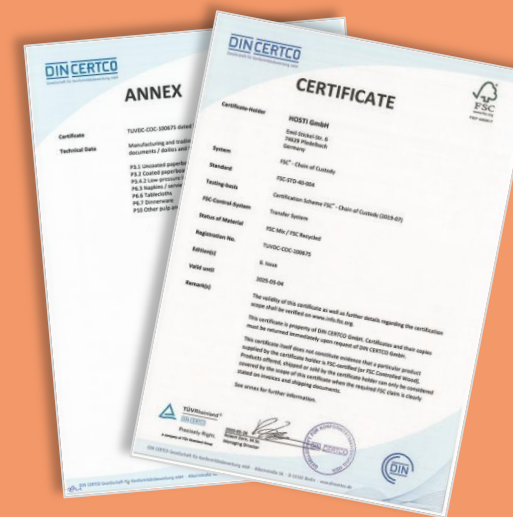 DIN CERTCO
ANNEX
Certificate
TUVDC-COC-100675 dated
Technical Data
Manufacturing and
documents / doilies and
P3.1 Uncoated paperboard
P3.2 Coated paperboard
P3.4.2 Low-pressure
P6.3 Napkins /
P6.6 Tablecloths
P6.7 Dinnerware
P10 Other pulp
DIN CERTCO
CERTIFICATE
FSC
Certificate-Holder
HOSTI GmbH
74629 Pfedelbach
Germany
System
FSC® - Chain of Custody
Standard
FSC-STD-40-004
Testing-basis
Certification Scheme FSC® - Chain of Custody (2019-07)
FSC-Control-System
Transfer System
Status of Material
FSC Mix / FSC Recycled
Registration No.
TUVDC-COC-100675
Edition(s)
6. Issue
Valid until
2025-05-04
Remark(s)
The validity of this certificate as well as further details regarding the certification
scope shall be verified on www.info.fsc.org.
This certificate is property of DIN CERTCO GmbH. Certificates and their copies
must be returned immediately upon request of DIN CERTCO GmbH.
This certificate itself does not constitute evidence that a particular product
supplied by the certificate holder is FSC-certified [or FSC Controlled Wood].
Products offered, shipped or sold by the certificate holder can only be considered
covered by the scope of this certificate when the required FSC claim is clearly
stated on invoices and shipping documents.
See annex for further information.
TÜVRheinland®
DIN CERTCO
Precisely Right.
Managing Director
DIN CERTCO
DIN